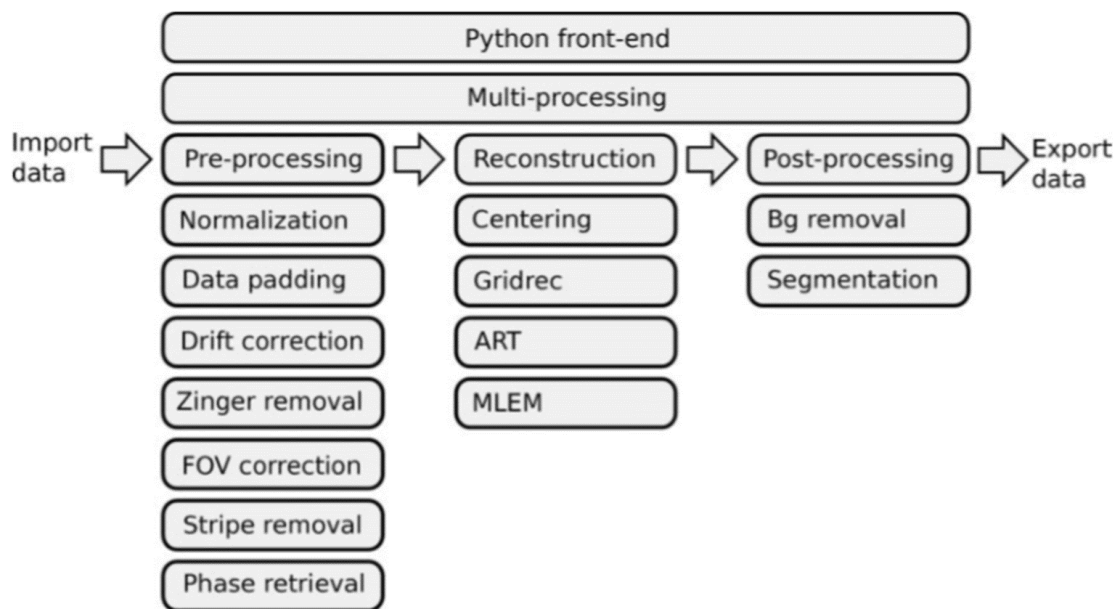 Python front-end
Multi-processing
Import
data
Pre-processing
Reconstruction
Post-processing
Export
data
Normalization
Centering
Bg removal
Data padding
Gridrec
Segmentation
Drift correction
ART
Zinger removal
MLEM
FOV correction
Stripe removal
Phase retrieval